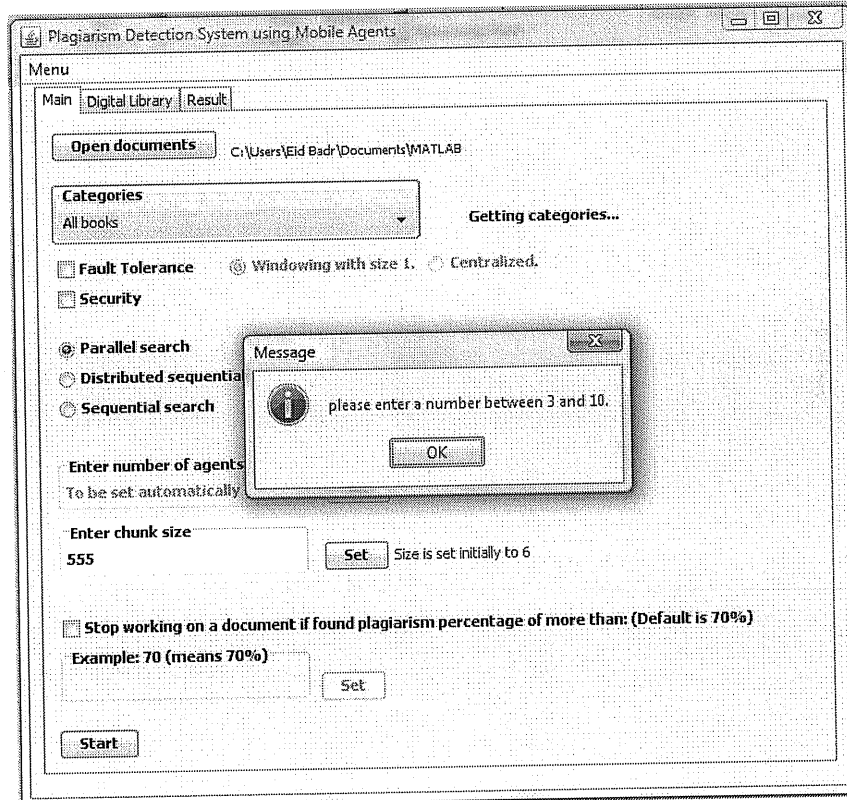 Plagiarism Detection System using Mobile Agents
Menu
Main Digital Library Result
Open documents C:\Users\Eid Badr\Documents\MATLAB
Categories
All books
Getting categories...
Fault Tolerance Windowing with size 1. Centralized.
Security
Parallel search
Distributed sequential
Sequential search
Message
please enter a number between 3 and 10.
OK
Enter number of agents
To be set automatically
Enter chunk size
555
Set Size is set initially to 6
Stop working on a document if found plagiarism percentage of more than: (Default is 70%)
Example: 70 (means 70%)
Set
Start